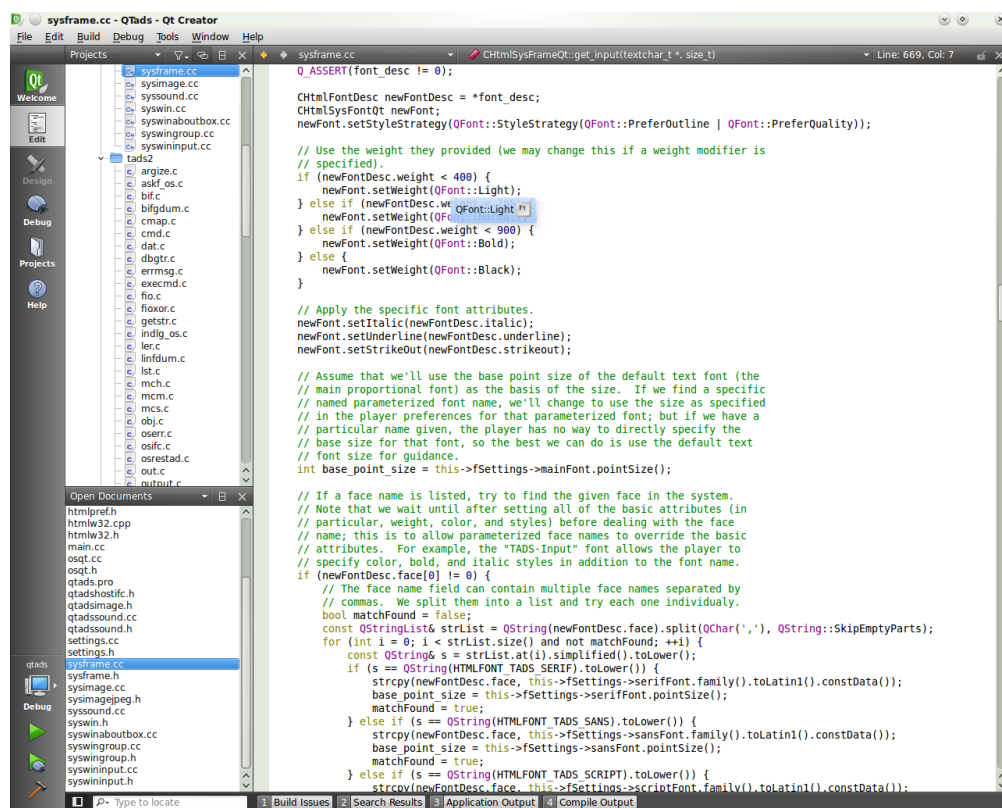 sysframe.cc - QTads - Qt Creator
File Edit Build Debug Tools Window Help
Projects
sysframe.cc
CHtmlSysFrameQt::get_input(textchar_t *, size_t)
Line: 669, Col: 7
Welcome
Edit
Design
Debug
Projects
Help
qtads
Debug
sysframe.cc
sysimage.cc
syssound.cc
syswin.cc
syswinaboutbox.cc
syswingroup.cc
syswininput.cc
tads2
argize.c
askf_os.c
bif.c
bifgdum.c
cmap.c
cmd.c
dat.c
dbgtr.c
errmsg.c
execmd.c
fio.c
fioxor.c
getstr.c
indlg_os.c
ler.c
linfdum.c
lst.c
mch.c
mcm.c
mcs.c
obj.c
oserr.c
osifc.c
osrestad.c
out.c
output.c
Open Documents
htmlpref.h
htmlw32.cpp
htmlw32.h
main.cc
osqt.cc
osqt.h
qtads.pro
qtadshostifc.h
qtadsimage.h
qtadssound.cc
qtadssound.h
settings.cc
settings.h
sysframe.cc
sysframe.h
sysimage.cc
sysimagejpeg.h
syssound.cc
syswin.h
syswinaboutbox.cc
syswingroup.cc
syswingroup.h
syswininput.cc
syswininput.h
Q_ASSERT(font_desc != 0);
CHtmlFontDesc newFontDesc = *font_desc;
CHtmlSysFontQt newFont;
newFont.setStyleStrategy(QFont::StyleStrategy(QFont::PreferOutline | QFont::PreferQuality));
// Use the weight they provided (we may change this if a weight modifier is
// specified).
if (newFontDesc.weight < 400) {
newFont.setWeight(QFont::Light);
} else if (newFontDesc.we
QFont::Light F1
newFont.setWeight(QF
} else if (newFontDesc.weight < 900) {
newFont.setWeight(QFont::Bold);
} else {
newFont.setWeight(QFont::Black);
}
// Apply the specific font attributes.
newFont.setItalic(newFontDesc.italic);
newFont.setUnderline(newFontDesc.underline);
newFont.setStrikeOut(newFontDesc.strikeout);
// Assume that we'll use the base point size of the default text font (the
// main proportional font) as the basis of the size.  If we find a specific
// named parameterized font name, we'll change to use the size as specified
// in the player preferences for that parameterized font; but if we have a
// particular name given, the player has no way to directly specify the
// base size for that font, so the best we can do is use the default text
// font size for guidance.
int base_point_size = this->fSettings->mainFont.pointSize();
// If a face name is listed, try to find the given face in the system.
// Note that we wait until after setting all of the basic attributes (in
// particular, weight, color, and styles) before dealing with the face
// name; this is to allow parameterized face names to override the basic
// attributes.  For example, the "TADS-Input" font allows the player to
// specify color, bold, and italic styles in addition to the font name.
if (newFontDesc.face[0] != 0) {
// The face name field can contain multiple face names separated by
// commas.  We split them into a list and try each one individualy.
bool matchFound = false;
const QStringList& strList = QString(newFontDesc.face).split(QChar(','), QString::SkipEmptyParts);
for (int i = 0; i < strList.size() and not matchFound; ++i) {
const QString& s = strList.at(i).simplified().toLower();
if (s == QString(HTMLFONT_TADS_SERIF).toLower()) {
strcpy(newFontDesc.face, this->fSettings->serifFont.family().toLatin1().constData());
base_point_size = this->fSettings->serifFont.pointSize();
matchFound = true;
} else if (s == QString(HTMLFONT_TADS_SANS).toLower()) {
strcpy(newFontDesc.face, this->fSettings->sansFont.family().toLatin1().constData());
base_point_size = this->fSettings->sansFont.pointSize();
matchFound = true;
} else if (s == QString(HTMLFONT_TADS_SCRIPT).toLower()) {
strcpy(newFontDesc.face, this->fSettings->scriptFont.family().toLatin1().constData());
Type to locate
1 Build Issues 2 Search Results 3 Application Output 4 Compile Output